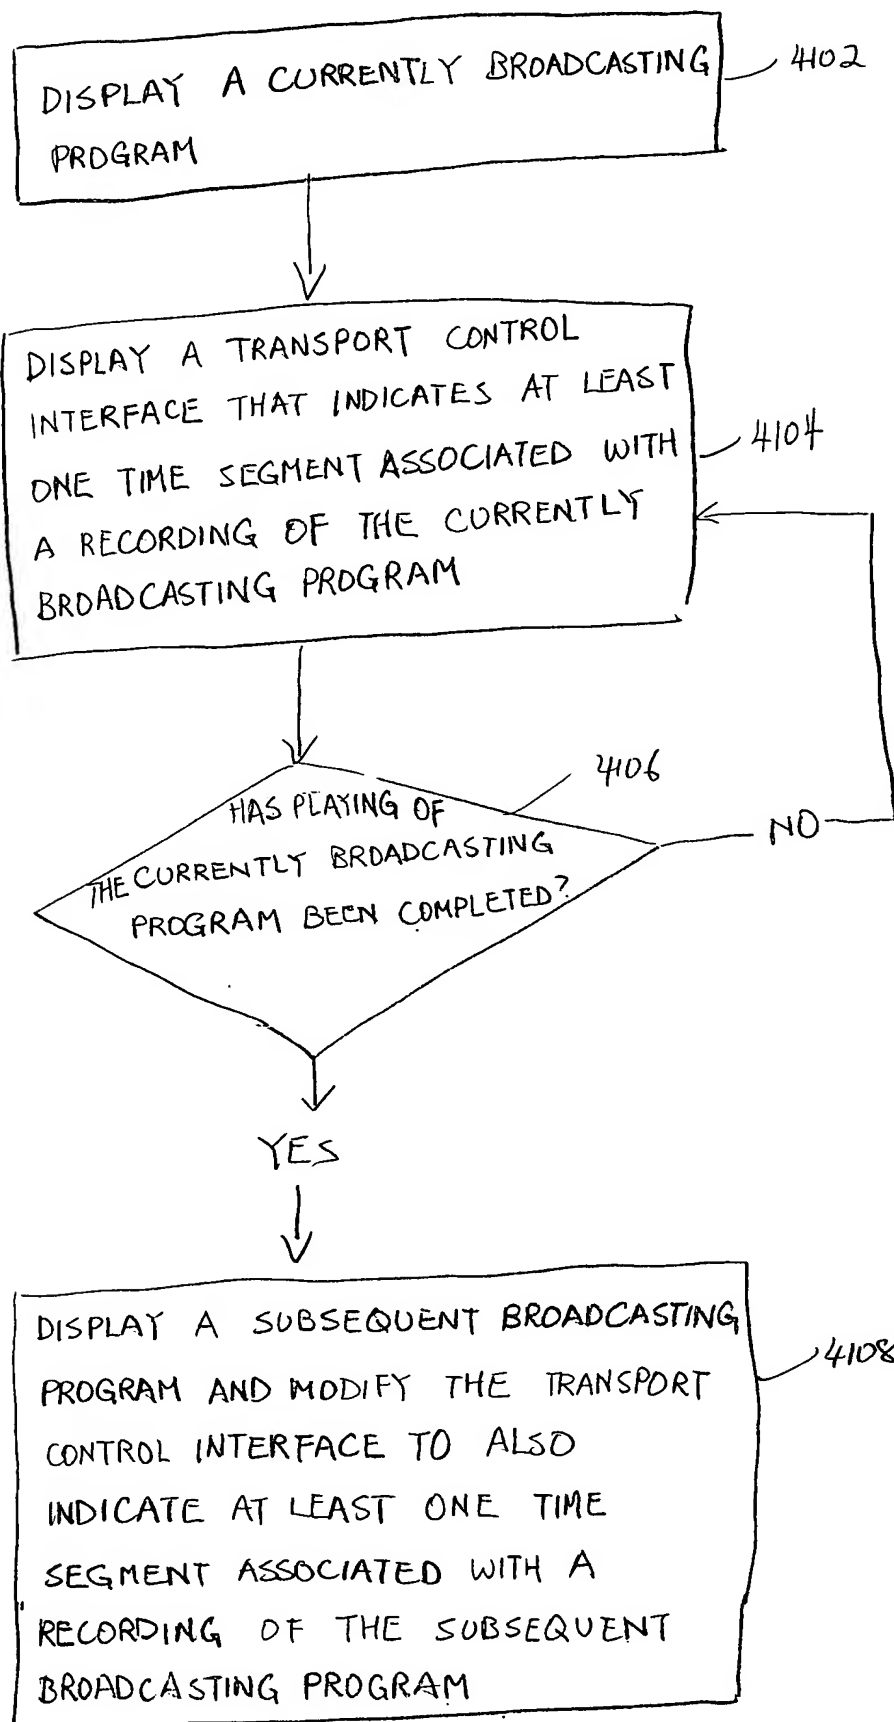 DISPLAY A CURRENTLY BROADCASTING
PROGRAM
4102
DISPLAY A TRANSPORT CONTROL
INTERFACE THAT INDICATES AT LEAST
ONE TIME SEGMENT ASSOCIATED WITH
A RECORDING OF THE CURRENTLY
BROADCASTING PROGRAM
4104
HAS PLAYING OF
THE CURRENTLY BROADCASTING
PROGRAM BEEN COMPLETED?
4106
NO
YES
DISPLAY A SUBSEQUENT BROADCASTING
PROGRAM AND MODIFY THE TRANSPORT
CONTROL INTERFACE TO ALSO
INDICATE AT LEAST ONE TIME
SEGMENT ASSOCIATED WITH A
RECORDING OF THE SUBSEQUENT
BROADCASTING PROGRAM
4108